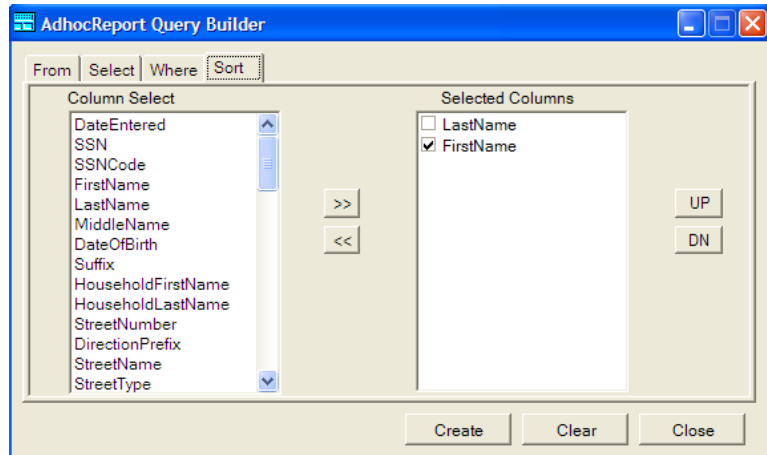 AdhocReport Query Builder
From Select Where Sort
Column Select
DateEntered
SSN
SSNCode
FirstName
LastName
MiddleName
DateOfBirth
Suffix
HouseholdFirstName
HouseholdLastName
StreetNumber
DirectionPrefix
StreetName
StreetType
>>
<<
Selected Columns
LastName
FirstName
UP
DN
Create Clear Close